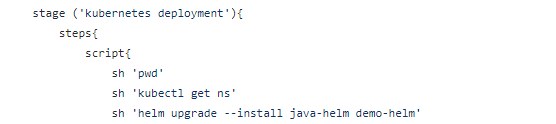 stage ('kubernetes deployment'){
steps{
script{
sh 'pwd'
sh 'kubectl get ns'
sh 'helm upgrade --install java-helm demo-helm'